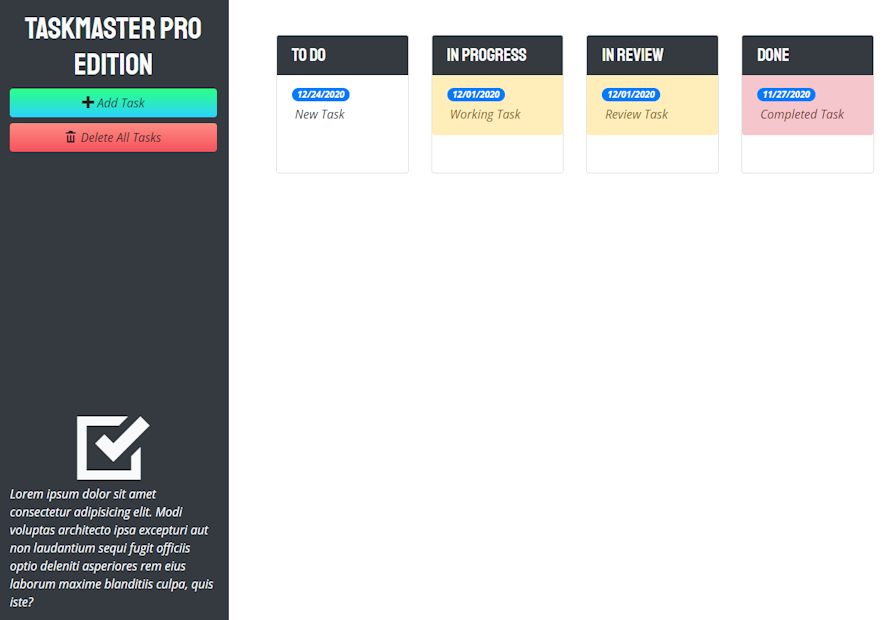 TASKMASTER PRO
EDITION
Add Task
Delete All Tasks
Lorem ipsum dolor sit amet
consectetur adipisicing elit. Modi
voluptas architecto ipsa excepturi aut
non laudantium sequi fugit officiis
optio deleniti asperiores rem eius
laborum maxime blanditiis culpa, quis
iste?
TO DO
12/24/2020
New Task
IN PROGRESS
12/01/2020
Working Task
IN REVIEW
12/01/2020
Review Task
DONE
11/27/2020
Completed Task